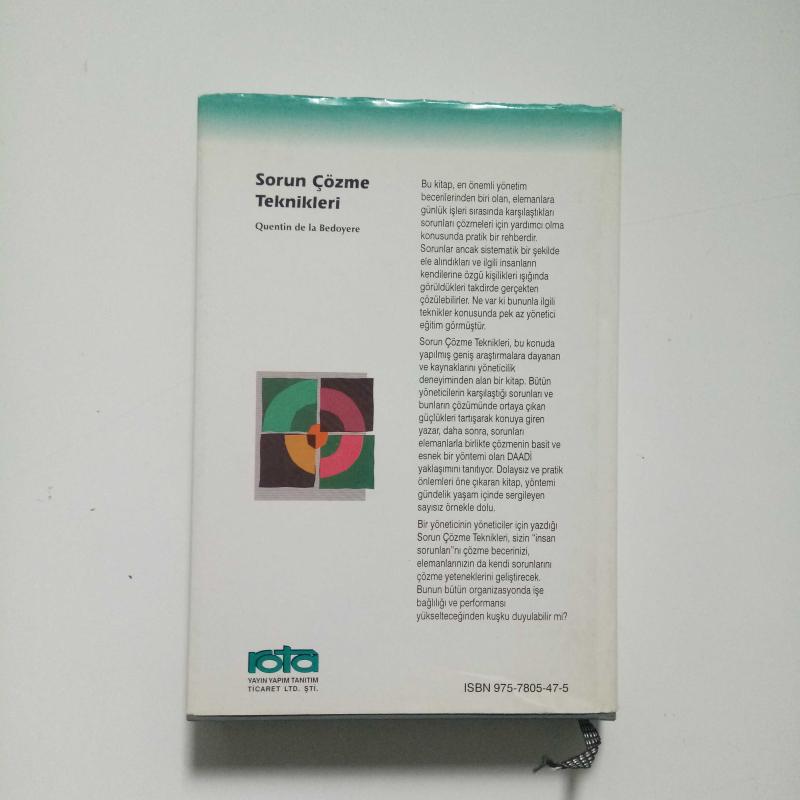 Sorun Çözme
Teknikleri
Quentin de la Bedoyere
Bu kitap, en önemli yönetim
becerilerinden biri olan, elemanlara
günlük işleri sırasında karşılaştıkları
sorunları çözmeleri için yardımcı olma
konusunda pratik bir rehberdir.
Sorunlar ancak sistematik bir şekilde
ele alındıkları ve ilgili insanların
kendilerine özgü kişilikleri ışığında
görüldükleri takdirde gerçekten
çözülebilirler. Ne var ki bununla ilgili
teknikler konusunda pek az yönetici
eğitim görmüştür.
Sorun Çözme Teknikleri, bu konuda
yapılmış geniş araştırmalara dayanan
ve kaynaklarını yöneticilik
deneyiminden alan bir kitap. Bütün
yöneticilerin karşılaştığı sorunları ve
bunların çözümünde ortaya çıkan
güçlükleri tartışarak konuya giren
yazar, daha sonra, sorunları
elemanlarla birlikte çözmenin basit ve
esnek bir yöntemi olan DAADİ
yaklaşımını tanıtıyor. Dolaysız ve pratik
önlemleri öne çıkaran kitap, yöntemi
gündelik yaşam içinde sergileyen
sayısız örnekle dolu.
Bir yöneticinin yöneticiler için yazdığı
Sorun Çözme Teknikleri, sizin "insan
sorunları"nı çözme becerinizi,
elemanlarınızın da kendi sorunlarını
çözme yeteneklerini geliştirecek.
Bunun bütün organizasyonda işe
bağlılığı ve performansı
yükselteceğinden kuşku duyulabilir mi?
rota
YAYIN YAPIM TANITIM
TİCARET LTD. ŞTİ.
ISBN 975-7805-47-5